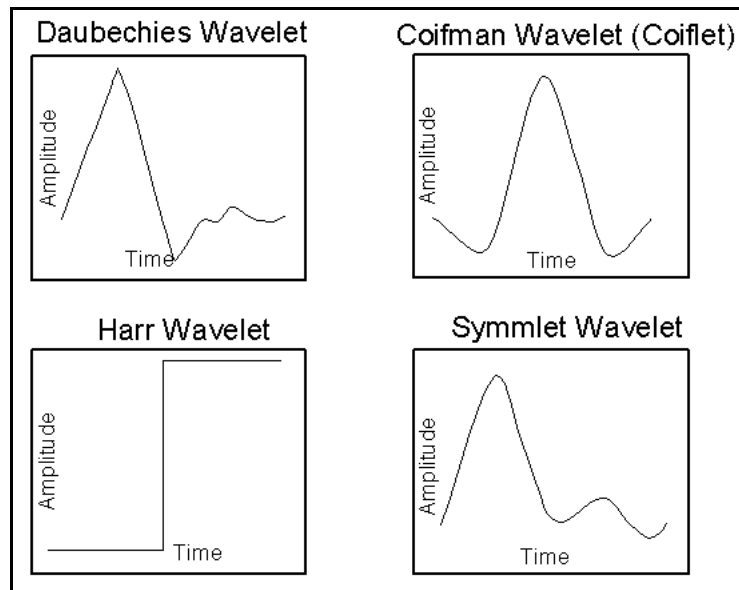 Daubechies Wavelet
Amplitude
Time
Coifman Wavelet (Coiflet)
Amplitude
Time
Harr Wavelet
Amplitude
Time
Symmlet Wavelet
Amplitude
Time